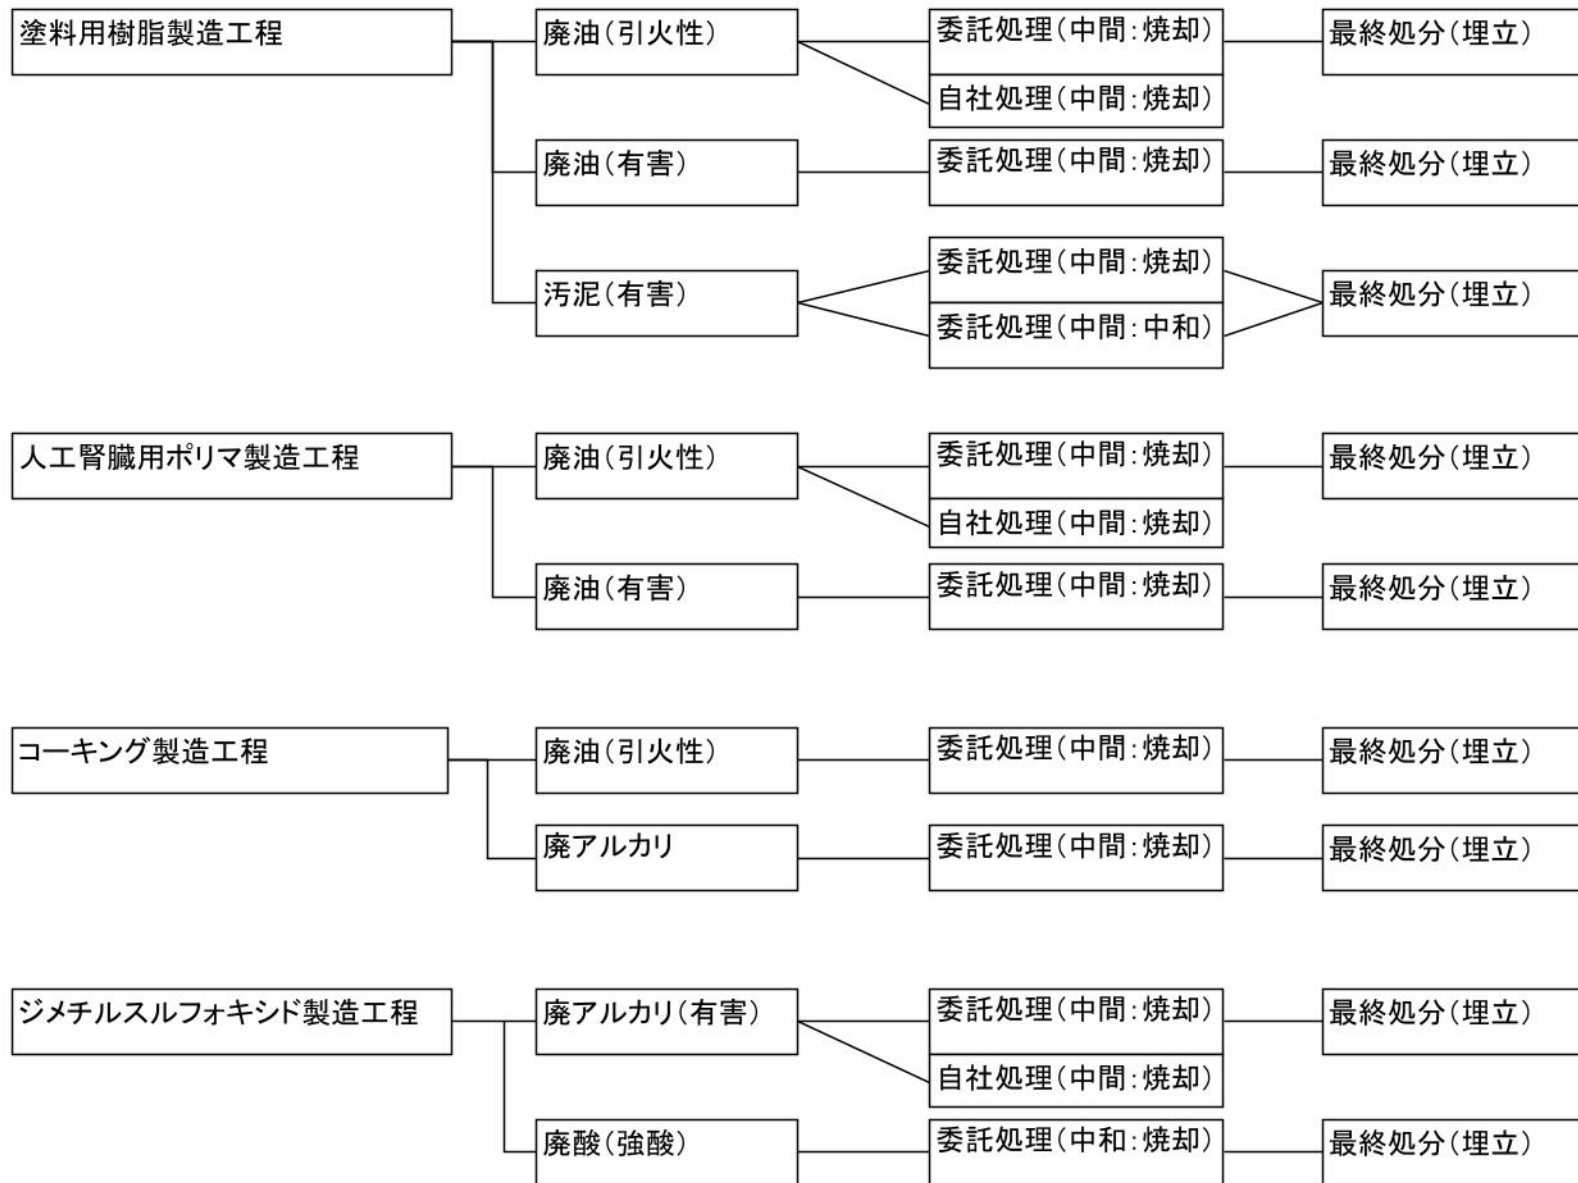 塗料用樹脂製造工程
廃油(引火性)
委託処理(中間:焼却)
最終処分(埋立)
自社処理(中間:焼却)
廃油(有害)
委託処理(中間:焼却)
最終処分(埋立)
汚泥(有害)
委託処理(中間:焼却)
委託処理(中間:中和)
最終処分(埋立)
人工腎臓用ポリマ製造工程
廃油(引火性)
委託処理(中間:焼却)
最終処分(埋立)
自社処理(中間:焼却)
廃油(有害)
委託処理(中間:焼却)
最終処分(埋立)
コーキング製造工程
廃油(引火性)
委託処理(中間:焼却)
最終処分(埋立)
廃アルカリ
委託処理(中間:焼却)
最終処分(埋立)
ジメチルスルフォキシド製造工程
廃アルカリ(有害)
委託処理(中間:焼却)
最終処分(埋立)
自社処理(中間:焼却)
廃酸(強酸)
委託処理(中和:焼却)
最終処分(埋立)